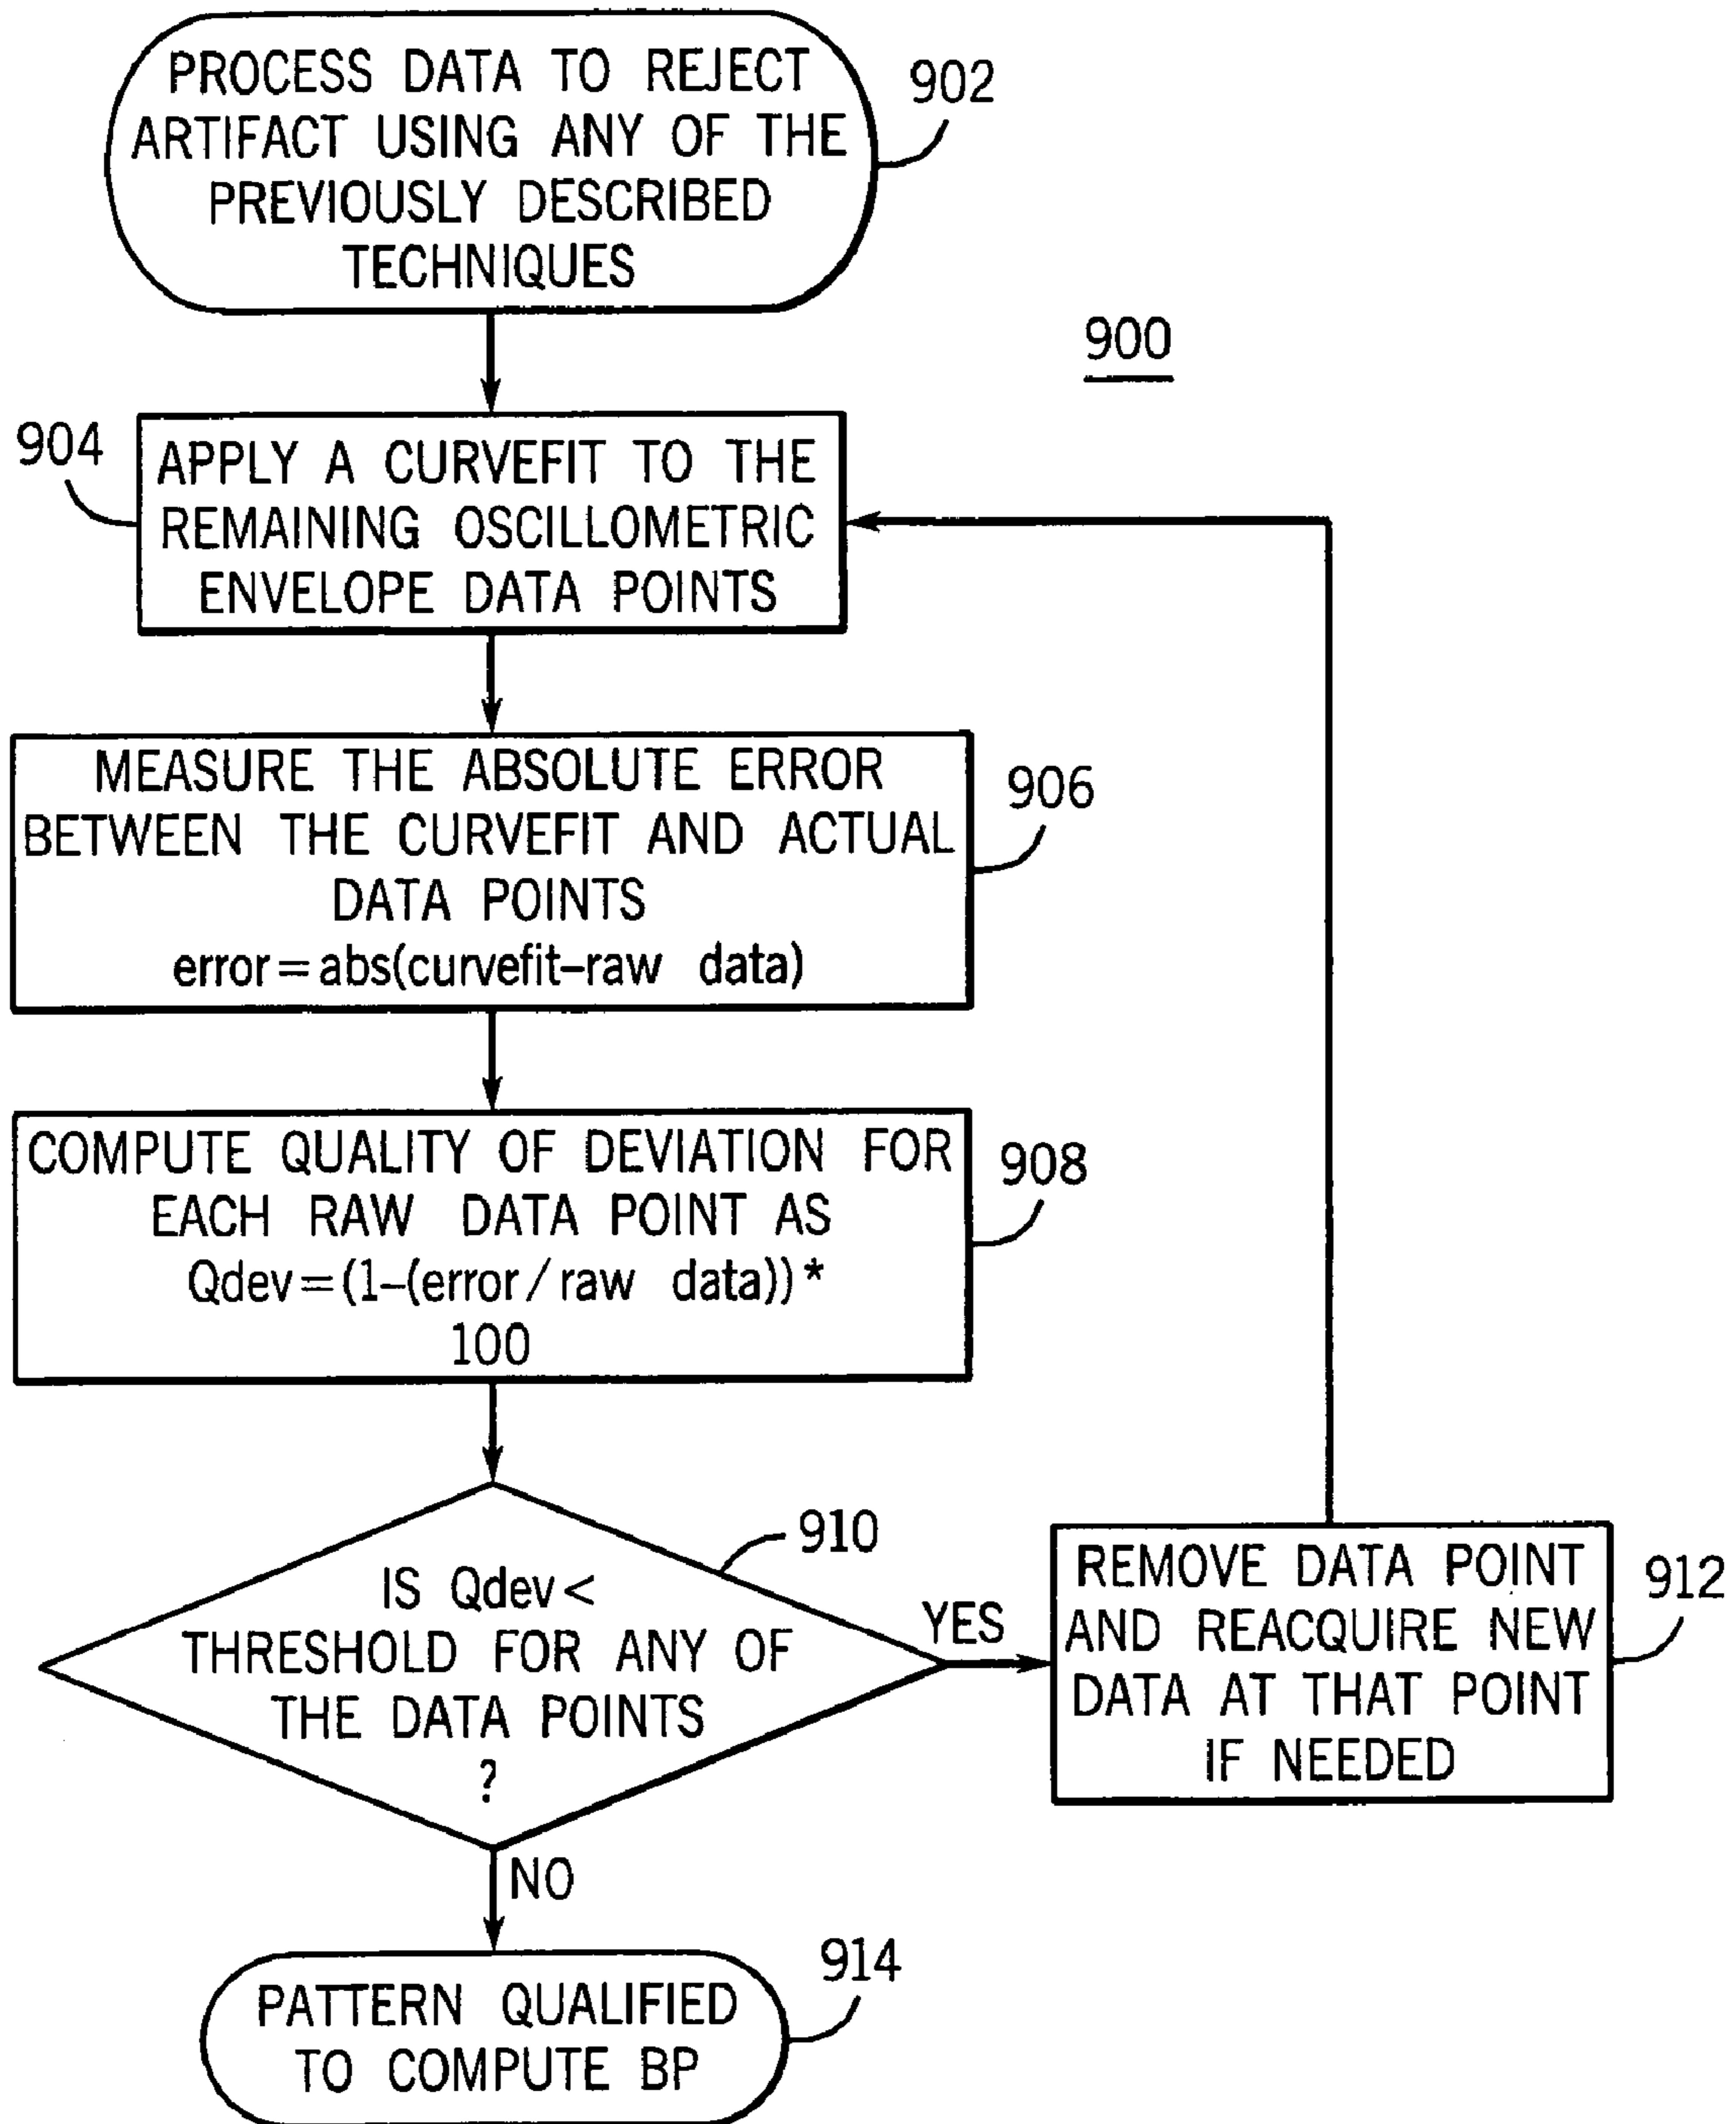 PROCESS DATA TO REJECT
ARTIFACT USING ANY OF THE
PREVIOUSLY DESCRIBED
TECHNIQUES
902
900
904
APPLY A CURVEFIT TO THE
REMAINING OSCILLOMETRIC
ENVELOPE DATA POINTS
MEASURE THE ABSOLUTE ERROR
BETWEEN THE CURVEFIT AND ACTUAL
DATA POINTS
error=abs(curvefit–raw data)
906
COMPUTE QUALITY OF DEVIATION FOR
EACH RAW DATA POINT AS
Qdev=(1–(error/raw data))*
100
908
IS Qdev<
THRESHOLD FOR ANY OF
THE DATA POINTS
?
910
YES
REMOVE DATA POINT
AND REACQUIRE NEW
DATA AT THAT POINT
IF NEEDED
912
NO
PATTERN QUALIFIED
TO COMPUTE BP
914